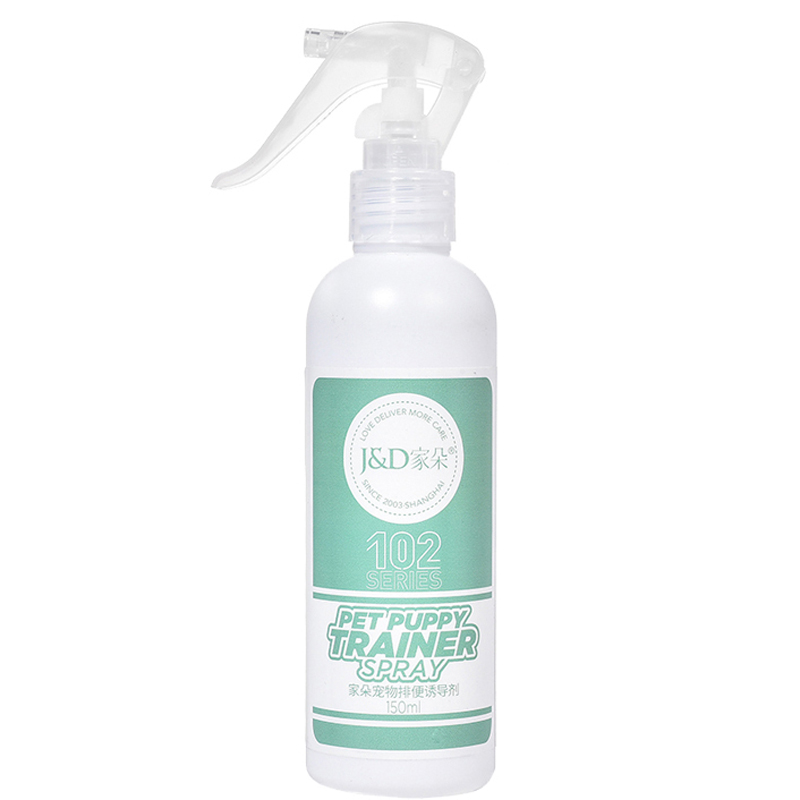 LOVE DELIVER MORE CARE
J&D家朵®
SINCE 2003·SHANGHAI
102
SERIES
PET PUPPY
TRAINER
SPRAY
家朵宠物排便诱导剂
150ml